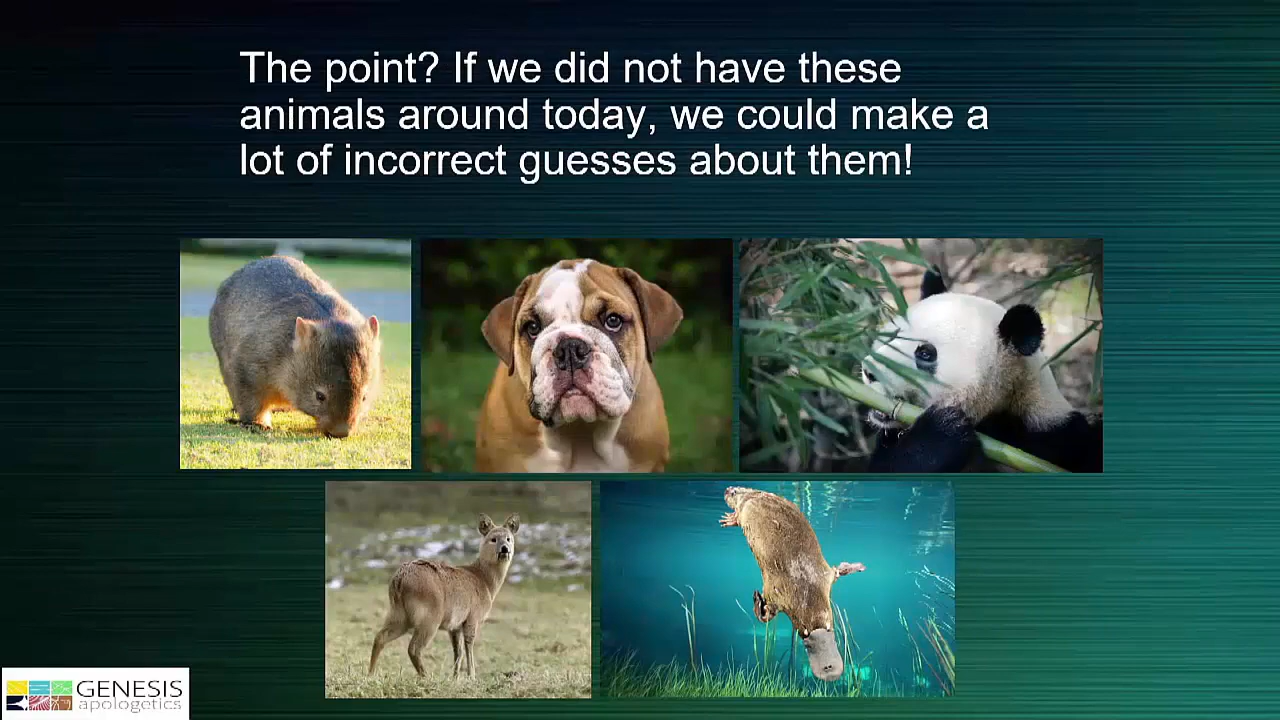 The point? If we did not have these
animals around today, we could make a
lot of incorrect guesses about them!
GENESIS
apologetics